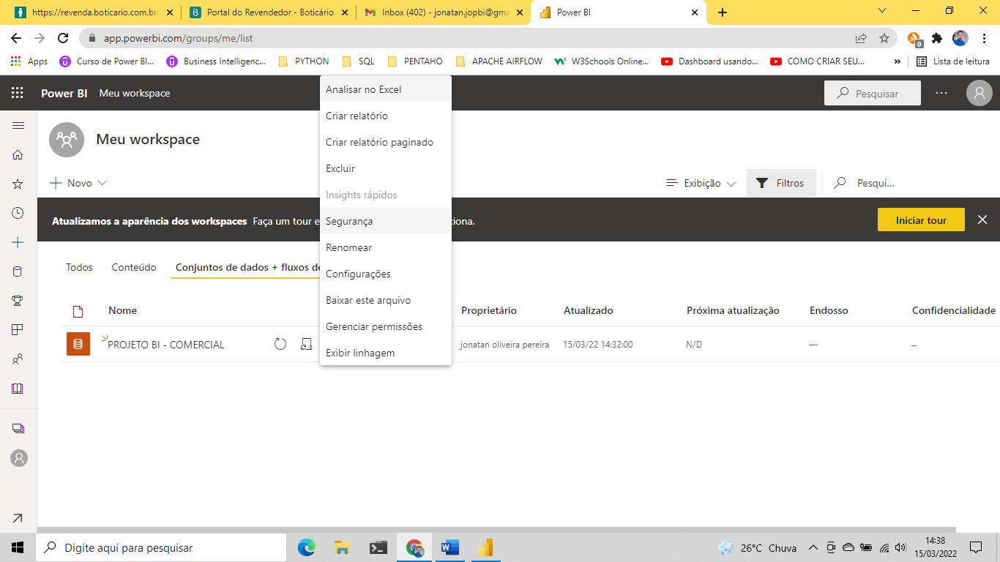 https://revenda.boticario.com.br/
Portal do Revendedor - Boticário
Inbox (402) - jonatan.jopbi@gma
Power BI
app.powerbi.com/groups/me/list
0
Apps
Curso de Power BI...
Business Intelligenc...
PYTHON
SQL
PENTAHO
APACHE AIRFLOW
W3Schools Online...
Dashboard usando...
COMO CRIAR SEU...
»
Lista de leitura
Power BI
Meu workspace
Pesquisar
Meu workspace
Novo
Exibição
Filtros
Pesqui...
Atualizamos a aparência dos workspaces Faça um tour e
iona.
Iniciar tour
Analisar no Excel
Criar relatório
Criar relatório paginado
Excluir
Insights rápidos
Segurança
Renomear
Configurações
Baixar este arquivo
Gerenciar permissões
Exibir linhagem
Todos
Conteúdo
Conjuntos de dados + fluxos de
Nome
Proprietário
Atualizado
Próxima atualização
Endosso
Confidencialidade
PROJETO BI - COMERCIAL
jonatan oliveira pereira
15/03/22 14:32:00
N/D
—
–
Digite aqui para pesquisar
26°C Chuva
14:38
15/03/2022